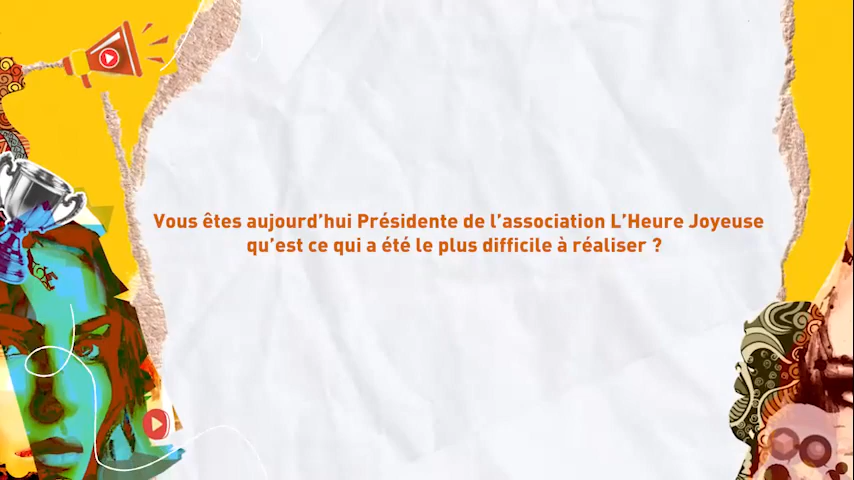 Vous êtes aujourd’hui Présidente de l’association L’Heure Joyeuse
qu’est ce qui a été le plus difficile à réaliser ?